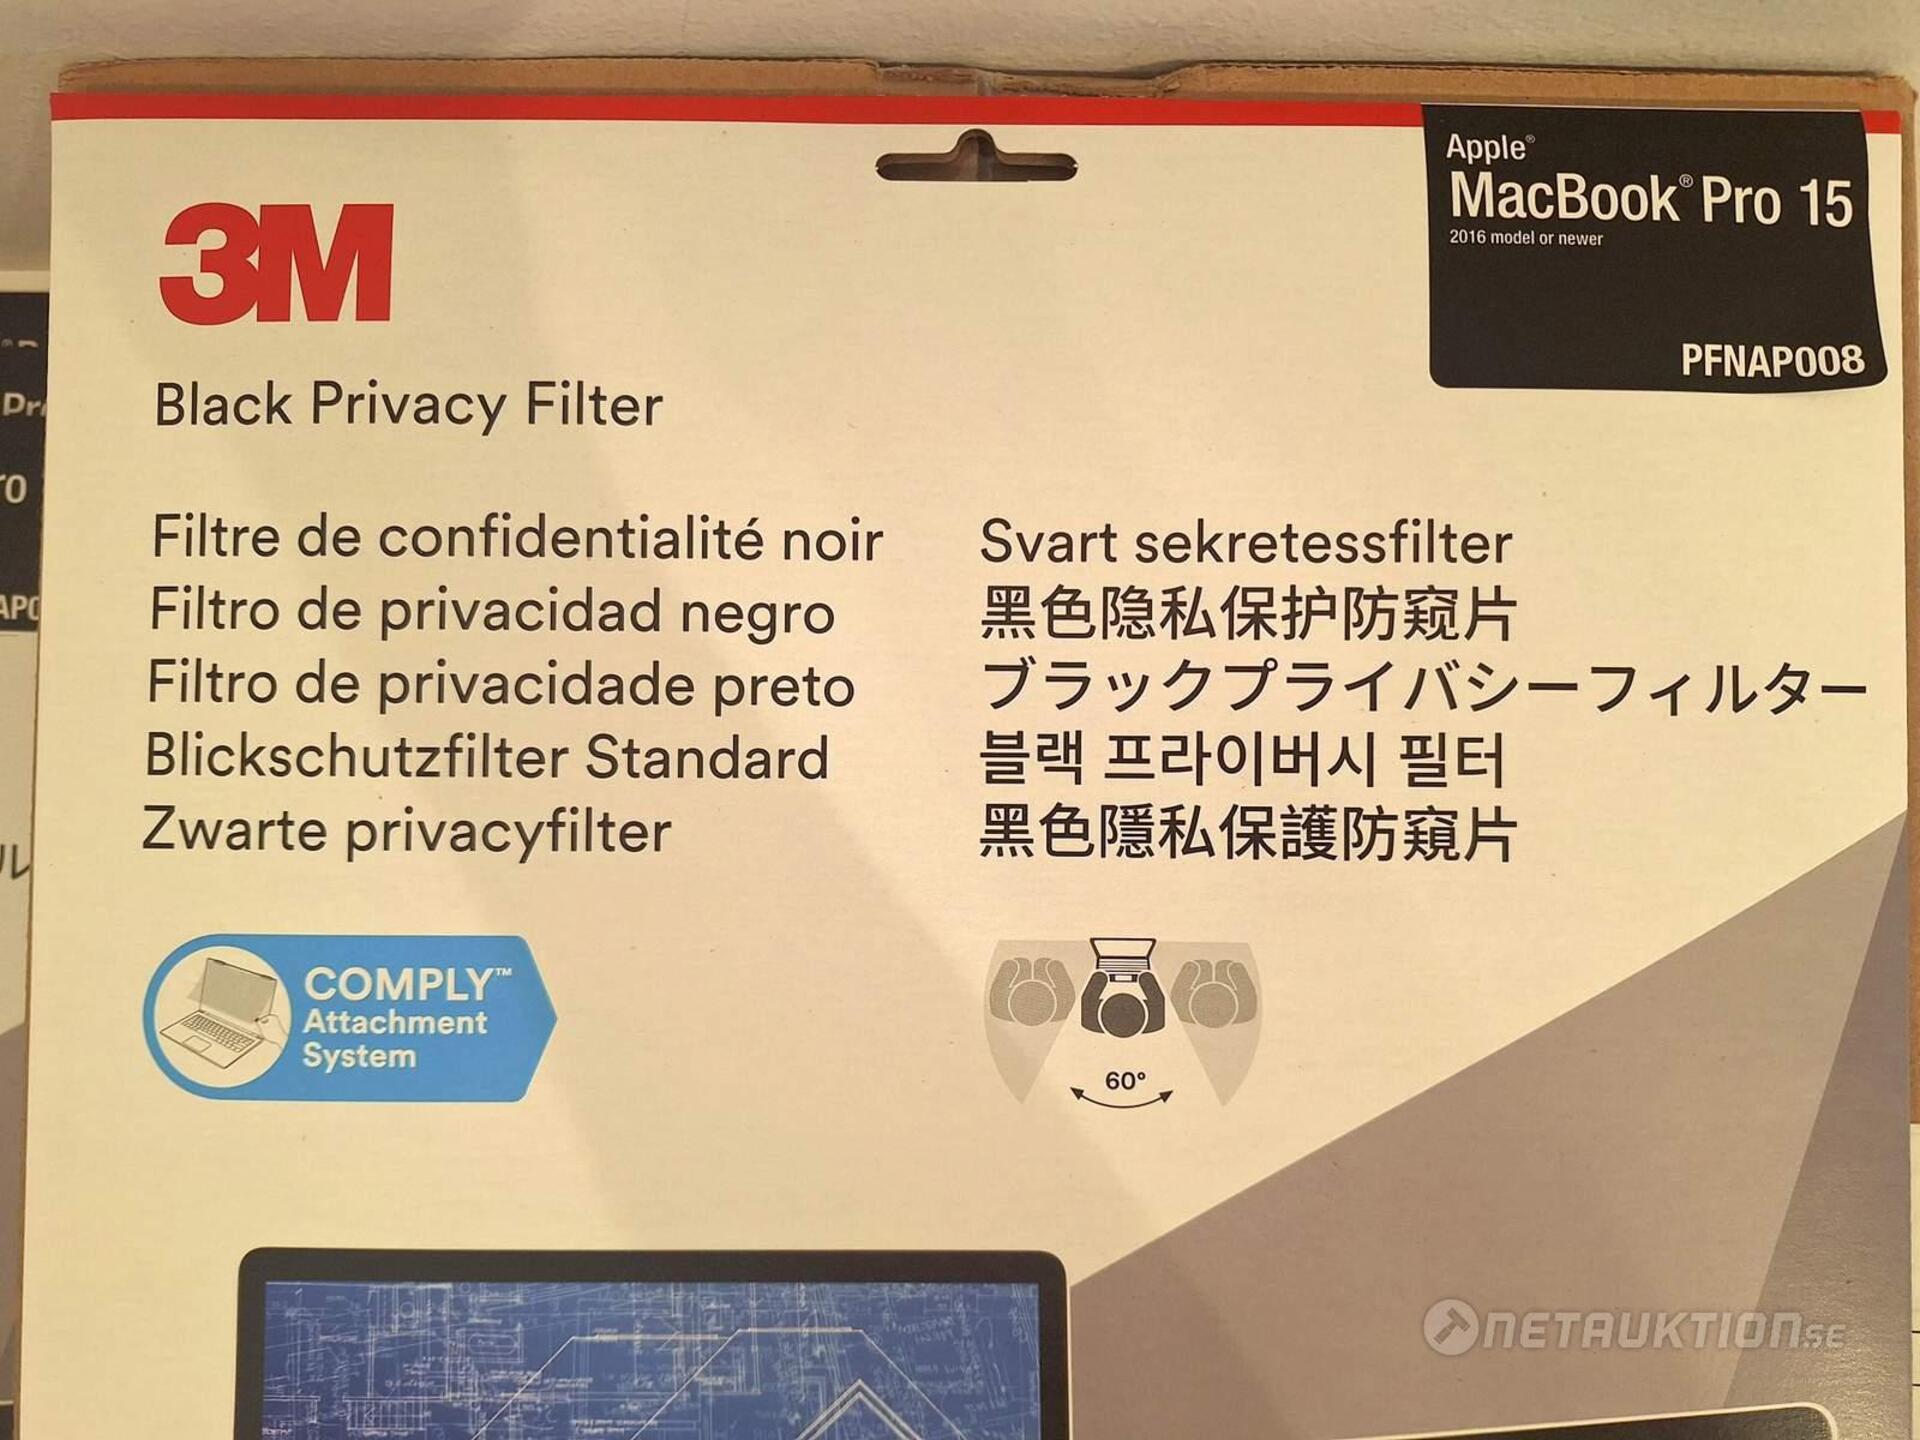 Apple®
MacBook® Pro 15
2016 model or newer
PFNAP008
3M
Black Privacy Filter
Filtre de confidentialité noir
Filtro de privacidad negro
Filtro de privacidade preto
Blickschutzfilter Standard
Zwarte privacyfilter
Svart sekretessfilter
黑色隐私保护防窥片
ブラックプライバシーフィルター
블랙 프라이버시 필터
黑色隱私保護防窺片
COMPLY™
Attachment
System
60°
NETAUKTION.SE